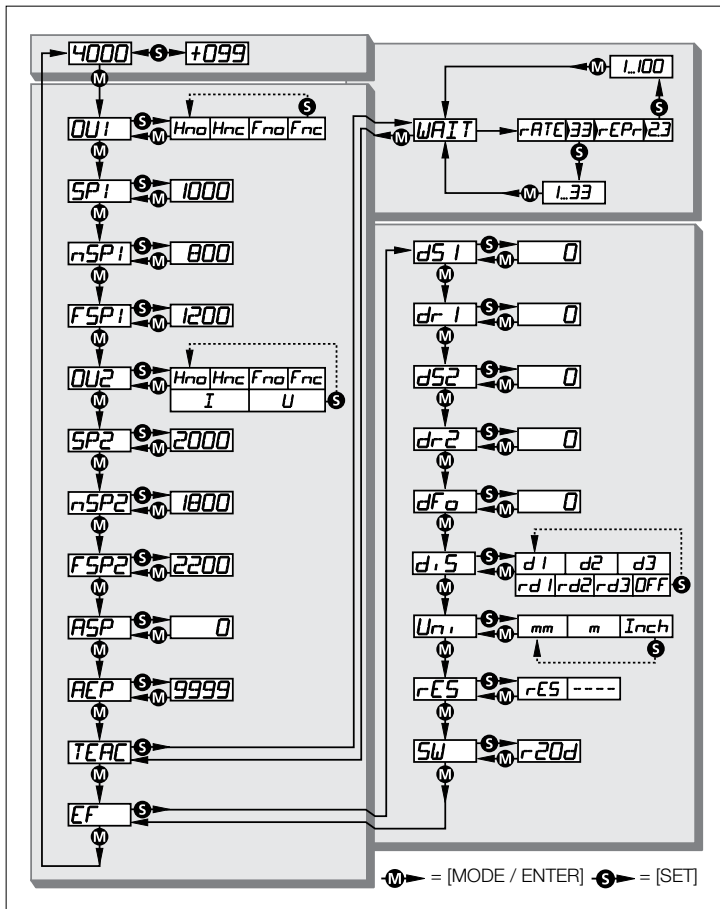 4000 S +099
M
OU1 S M Hno Hnc Fno Fnc S
M
SP1 S M 1000
M
nSP1 S M 800
M
FSP1 S M 1200
M
OU2 S M Hno Hnc Fno Fnc
I U S
M
SP2 S M 2000
M
nSP2 S M 1800
M
FSP2 S M 2200
M
ASP S M 0
M
AEP S M 9999
M
TEAC S
M
EF S
M
M 1...100
S
WAIT M rATE 33 rEPr 2.3
S
M 1...33
dS1 S M 0
M
dr1 S M 0
M
dS2 S M 0
M
dr2 S M 0
M
dFo S M 0
M
diS S M d1 d2 d3
rd1 rd2 rd3 OFF S
M
Uni S M mm m Inch
S
M
rES S M rES ----
M
SW S M r20d
M
M = [MODE / ENTER] S = [SET]